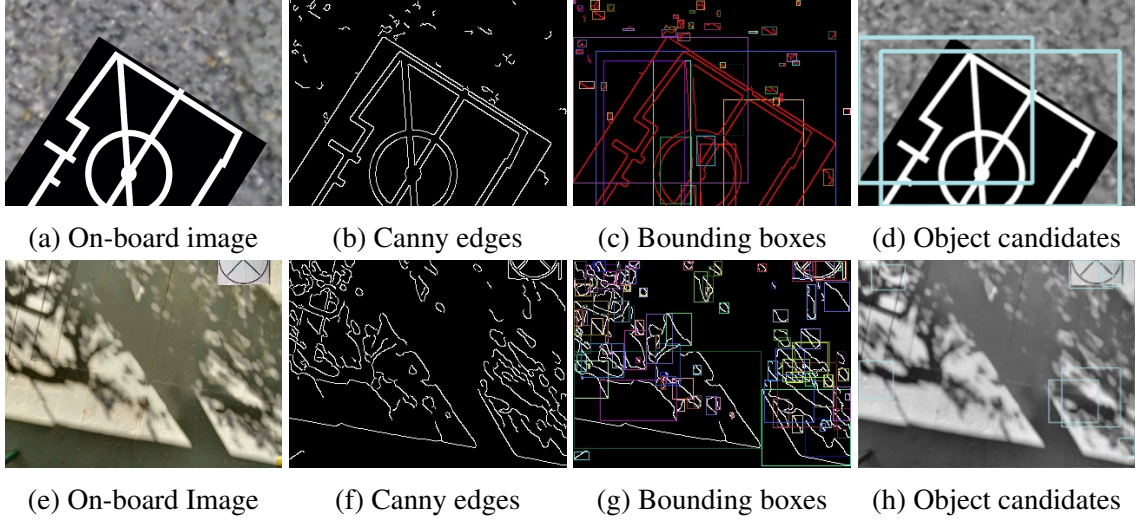 (a) On-board image (b) Canny edges (c) Bounding boxes (d) Object candidates
(e) On-board Image (f) Canny edges (g) Bounding boxes (h) Object candidates